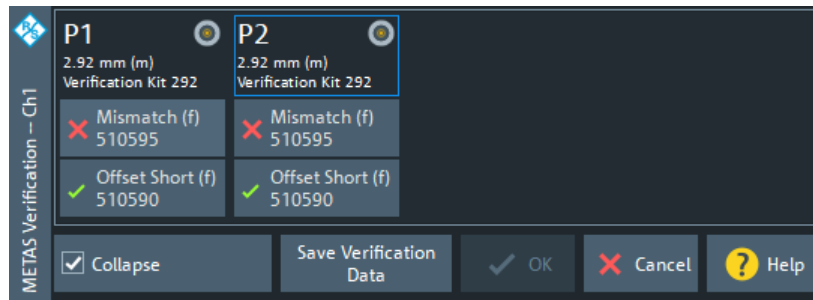 METAS Verification -- Ch1
P1
2.92 mm (m)
Verification Kit 292
Mismatch (f)
510595
Offset Short (f)
510590
P2
2.92 mm (m)
Verification Kit 292
Mismatch (f)
510595
Offset Short (f)
510590
Collapse
Save Verification
Data
OK
Cancel
? Help